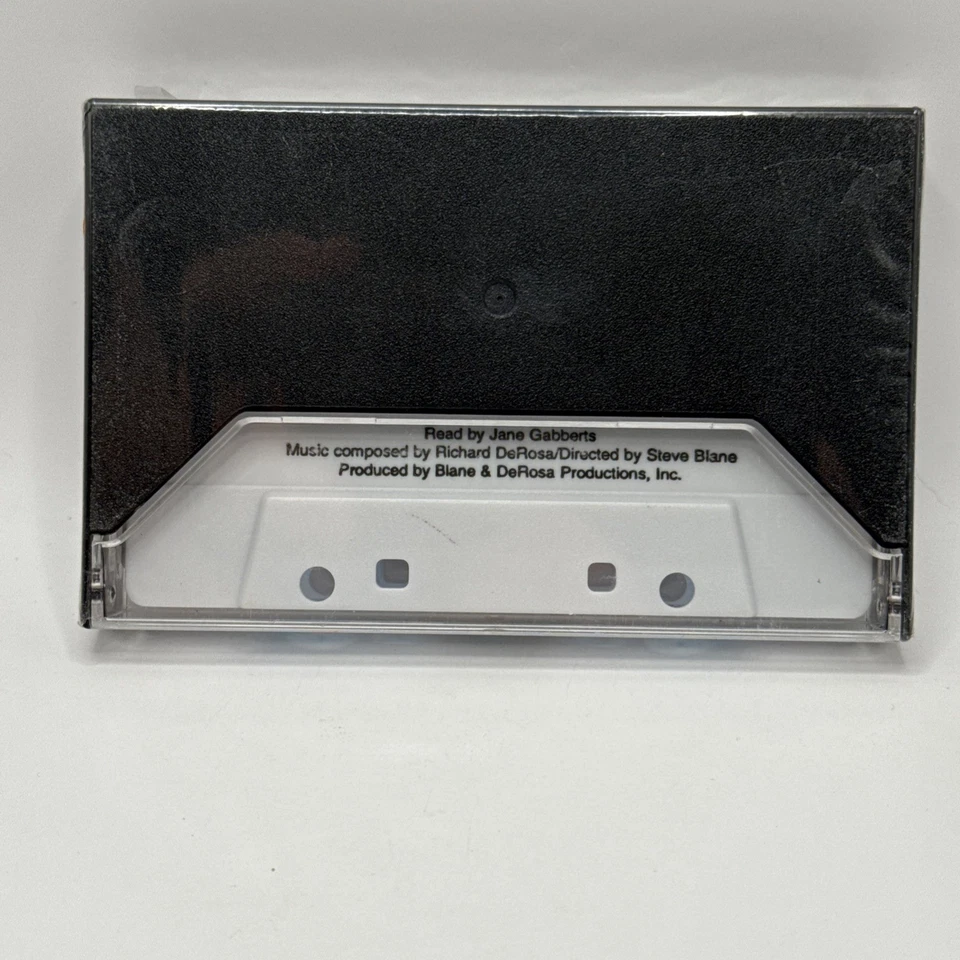 Read by Jane Gabberts
Music composed by Richard DeRosa/Directed by Steve Blane
Produced by Blane & DeRosa Productions, Inc.